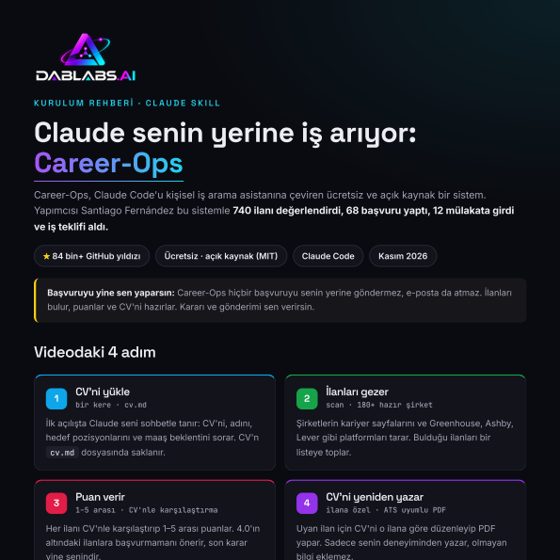 DABLABS.AI
KURULUM REHBERİ · CLAUDE SKILL
Claude senin yerine iş arıyor:
Career-Ops
Career-Ops, Claude Code'u kişisel iş arama asistanına çeviren ücretsiz ve açık kaynak bir sistem.
Yapımcısı Santiago Fernández bu sistemle 740 ilanı değerlendirdi, 68 başvuru yaptı, 12 mülakata girdi
ve iş teklifi aldı.
★ 84 bin+ GitHub yıldızı
Ücretsiz · açık kaynak (MIT)
Claude Code
Kasım 2026
Başvuruyu yine sen yaparsın: Career-Ops hiçbir başvuruyu senin yerine göndermez, e-posta da atmaz. İlanları
bulur, puanlar ve CV'ni hazırlar. Kararı ve gönderimi sen verirsin.
Videodaki 4 adım
1
CV'ni yükle
bir kere · cv.md
İlk açılışta Claude seni sohbetle tanır: CV'ni, adını,
hedef pozisyonlarını ve maaş beklentini sorar. CV'n
cv.md dosyasında saklanır.
2
İlanları gezer
scan · 180+ hazır şirket
Şirketlerin kariyer sayfalarını ve Greenhouse, Ashby,
Lever gibi platformları tarar. Bulduğu ilanları bir
listeye toplar.
3
Puan verir
1–5 arası · CV'nle karşılaştırma
Her ilanı CV'nle karşılaştırıp 1–5 arası puanlar. 4.0'ın
altındaki ilanlara başvurmamanı önerir, son karar
yine senindir.
4
CV'ni yeniden yazar
ilana özel · ATS uyumlu PDF
Uyan ilan için CV'ni o ilana göre düzenleyip PDF
yapar. Sadece senin deneyiminden yazar, olmayan
bilgi eklemez.